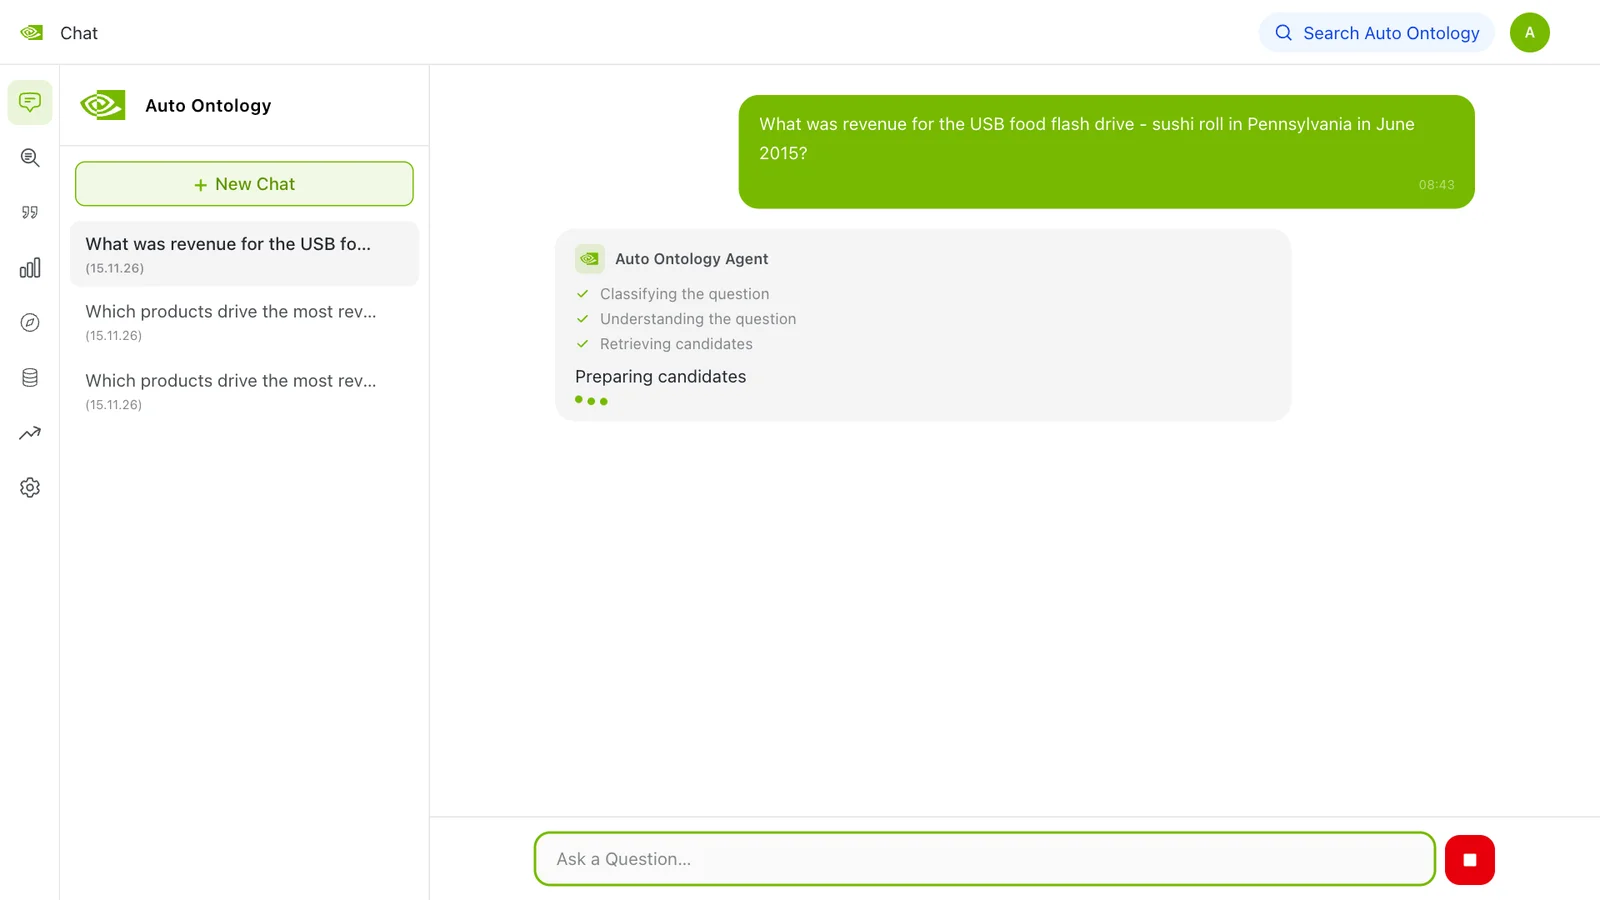 Chat
Search Auto Ontology
A
Auto Ontology
+ New Chat
What was revenue for the USB fo...
(15.11.26)
Which products drive the most rev...
(15.11.26)
Which products drive the most rev...
(15.11.26)
What was revenue for the USB food flash drive - sushi roll in Pennsylvania in June
2015?
08:43
Auto Ontology Agent
Classifying the question
Understanding the question
Retrieving candidates
Preparing candidates
Ask a Question...